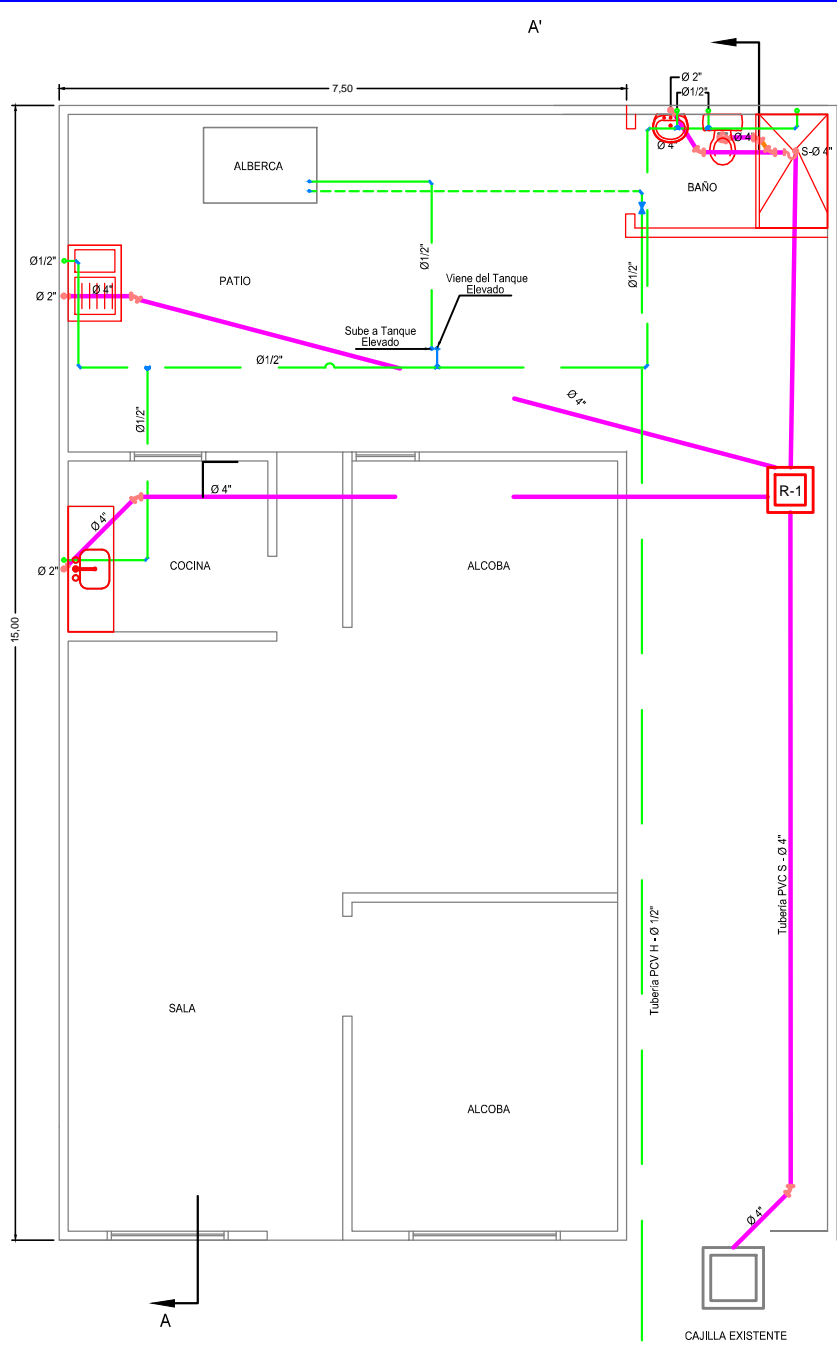 A'
7,50
Ø 2"
Ø1/2"
Ø 4"
Ø 4"
S-Ø 4"
ALBERCA
BAÑO
Ø1/2"
Ø 2"
Ø 4"
PATIO
Ø1/2"
Viene del Tanque
Elevado
Ø1/2"
Sube a Tanque
Elevado
Ø1/2"
Ø1/2"
Ø 4"
R-1
Ø 4"
Ø 4"
Ø 2"
COCINA
ALCOBA
15,00
Tubería PVC S - Ø 4"
Tubería PCV H - Ø 1/2"
SALA
ALCOBA
Ø 4"
A
CAJILLA EXISTENTE